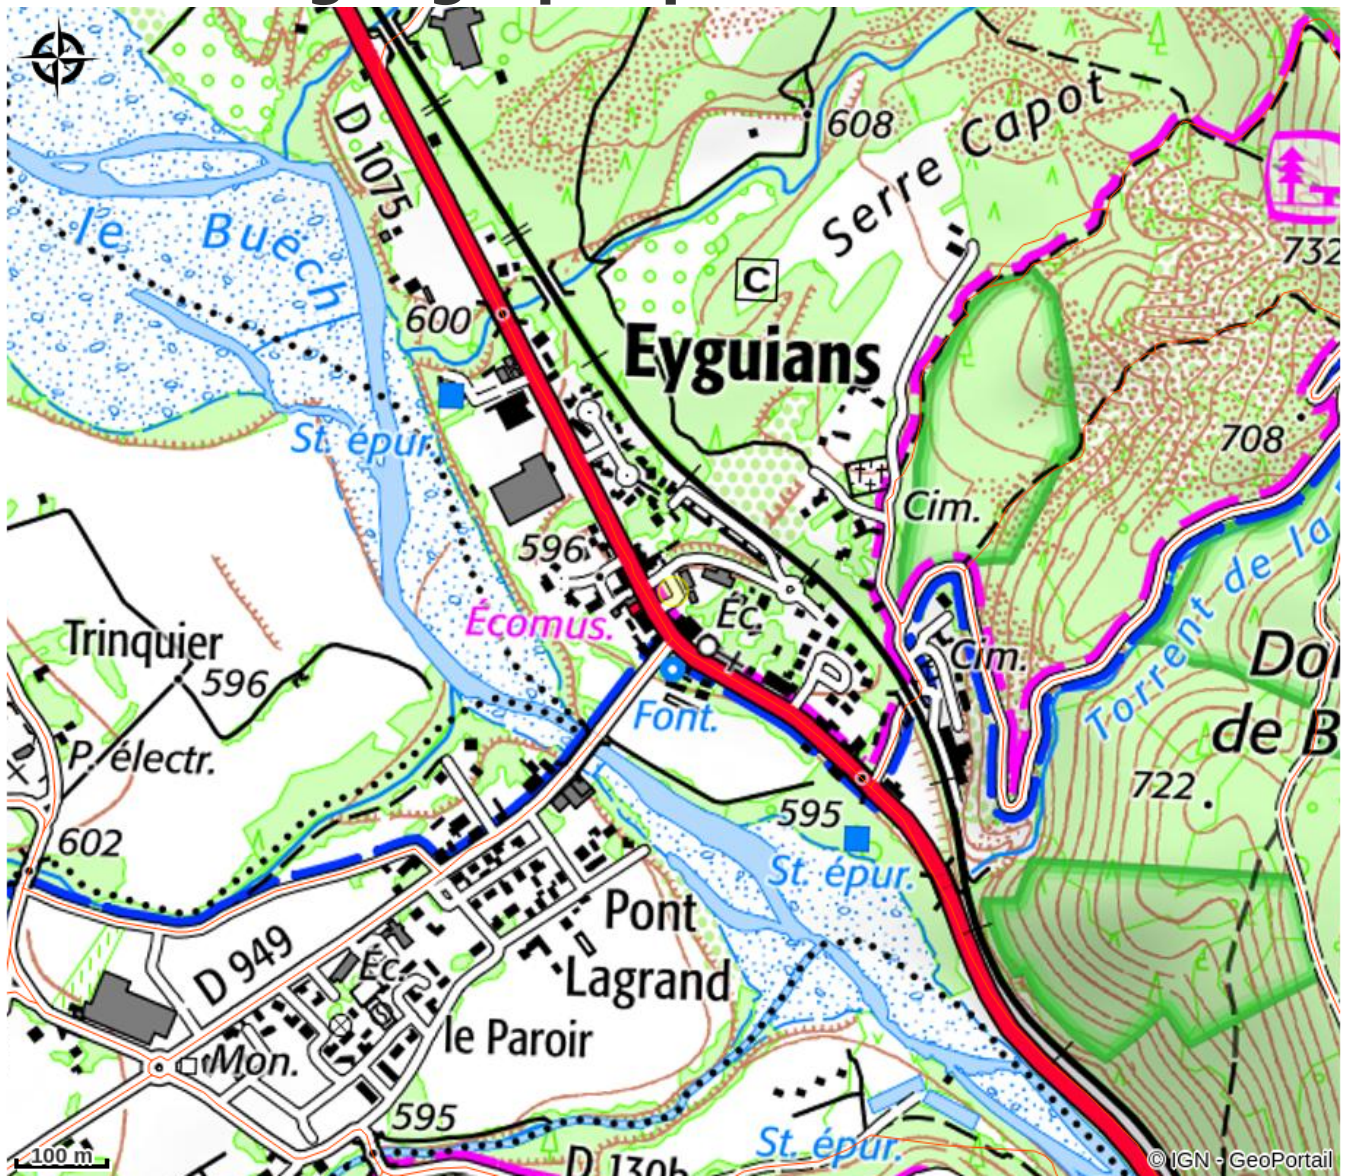 608
Serre Capot
D 1075
le Buëch
732
C
600
Eyguians
708
St. épur.
Cim.
596
Écomus.
Éc.
Torrent de la
Trinquier
596
Cim.
Font.
P. électr.
de B
722
595
602
St. épur.
Pont
Lagrand
D 949
Éc.
le Paroir
Mon.
595
St. épur.
D 130b
100 m
© IGN - GeoPortail